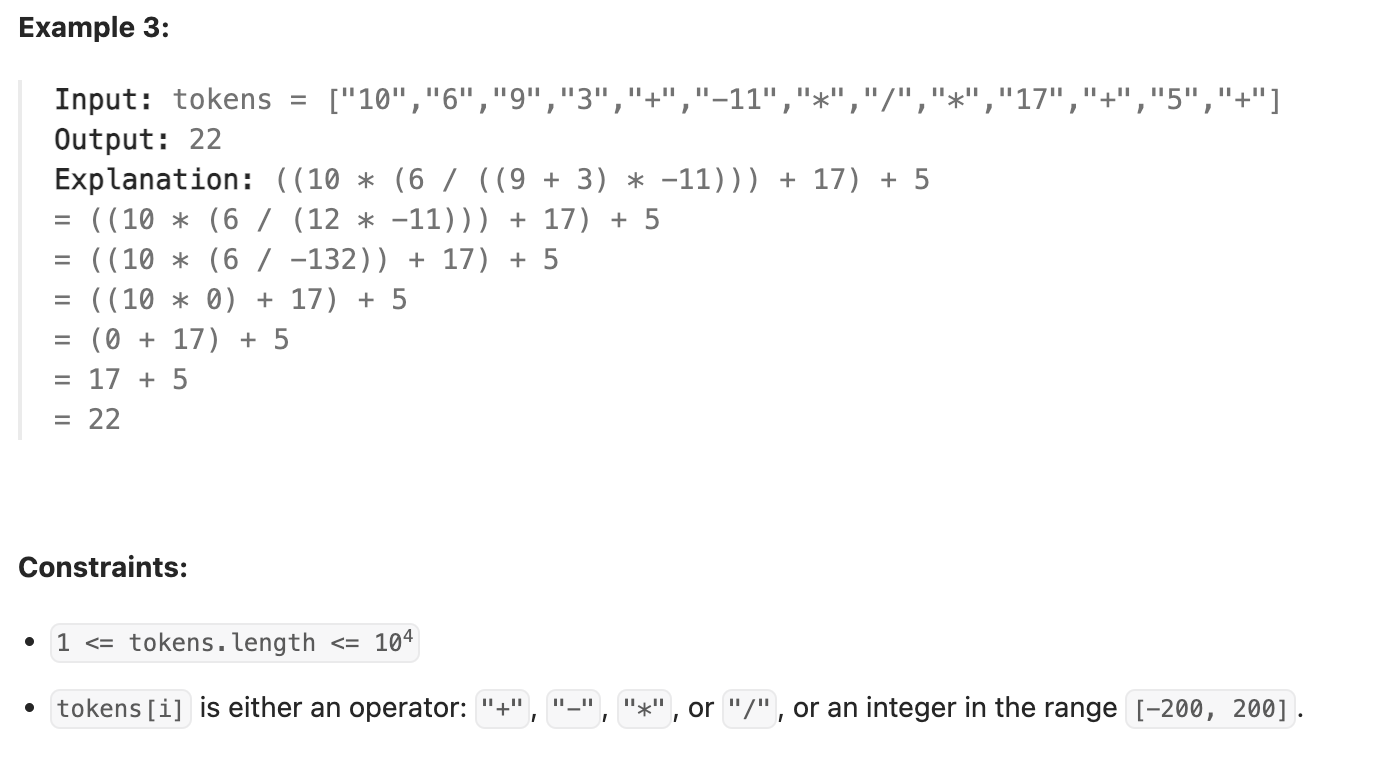 Example 3:
Input: tokens = ["10","6","9","3","+","-11","*","/","*","17","+","5","+"]
Output: 22
Explanation: ((10 * (6 / ((9 + 3) * -11))) + 17) + 5
= ((10 * (6 / (12 * -11))) + 17) + 5
= ((10 * (6 / -132)) + 17) + 5
= ((10 * 0) + 17) + 5
= (0 + 17) + 5
= 17 + 5
= 22
Constraints:
• 1 <= tokens.length <= 10⁴
• tokens[i] is either an operator: "+", "-", "*", or "/", or an integer in the range [-200, 200].